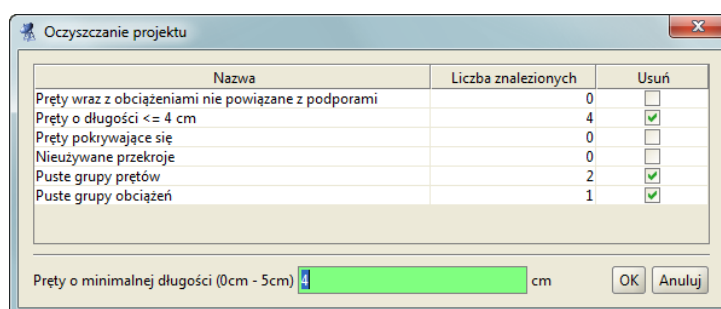 Oczyszczanie projektu
Nazwa Liczba znalezionych Usuń
Pręty wraz z obciążeniami nie powiązane z podporami 0
Pręty o długości <= 4 cm 4
Pręty pokrywające się 0
Nieużywane przekroje 0
Puste grupy prętów 2
Puste grupy obciążeń 1
Pręty o minimalnej długości (0cm - 5cm) 4 cm OK Anuluj